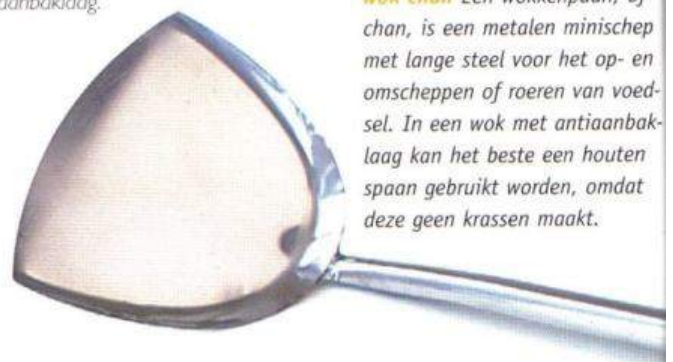 aanbaklaag.
chan, is een metalen minischep
met lange steel voor het op- en
omscheppen of roeren van voed-
sel. In een wok met antiaanbak-
laag kan het beste een houten
spaan gebruikt worden, omdat
deze geen krassen maakt.